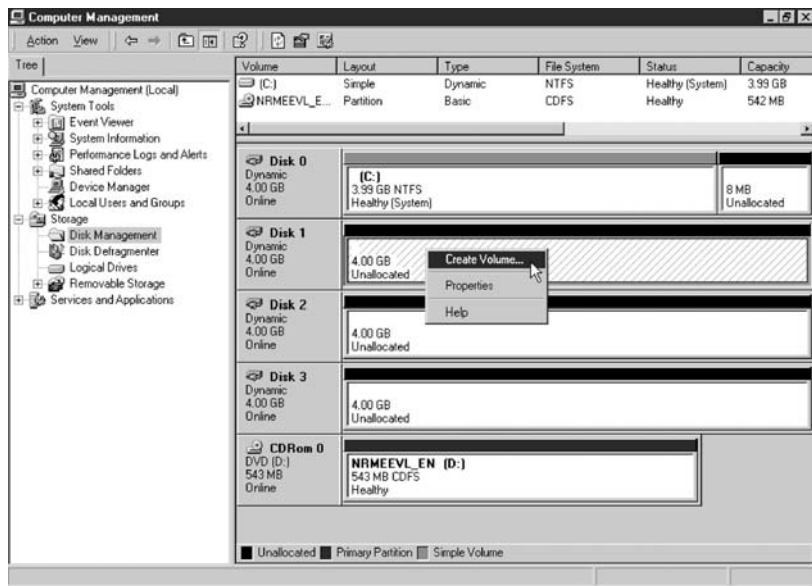 Computer Management
Action View
Tree
Computer Management (Local)
System Tools
Event Viewer
System Information
Performance Logs and Alerts
Shared Folders
Device Manager
Local Users and Groups
Storage
Disk Management
Disk Defragmenter
Logical Drives
Removable Storage
Services and Applications
Volume Layout Type File System Status Capacity
(C:) Simple Dynamic NTFS Healthy (System) 3.99 GB
NRMEEVL_E... Partition Basic CDFS Healthy 542 MB
Disk 0
Dynamic
4.00 GB
Online
(C:)
3.99 GB NTFS
Healthy (System)
8 MB
Unallocated
Disk 1
Dynamic
4.00 GB
Online
4.00 GB
Unallocated
Create Volume...
Properties
Help
Disk 2
Dynamic
4.00 GB
Online
4.00 GB
Unallocated
Disk 3
Dynamic
4.00 GB
Online
4.00 GB
Unallocated
CDRom 0
DVD (D:)
543 MB
Online
NRMEEVL_EN (D:)
543 MB CDFS
Healthy
Unallocated Primary Partition Simple Volume